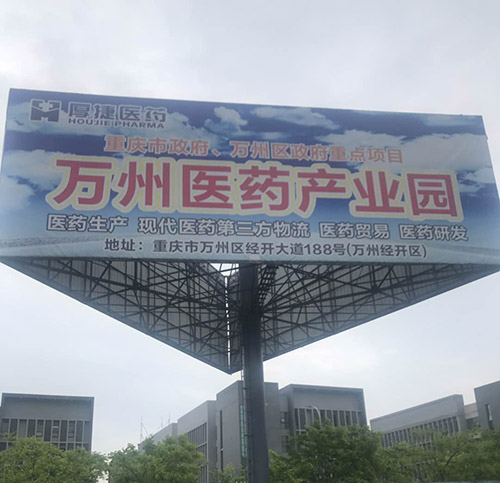 厚捷医药
HOUJIE PHARMA
重庆市政府、万州区政府重点项目
万州医药产业园
医药生产 现代医药第三方物流 医药贸易 医药研发
地址：重庆市万州区经开大道188号(万州经开区)